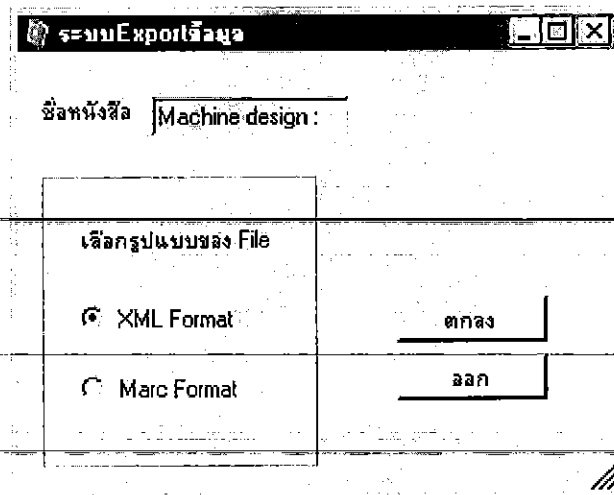 ระบบExportข้อมูล
ชื่อหนังสือ Machine design :
เลือกรูปแบบของ File
XML Format
ตกลง
Marc Format
ออก